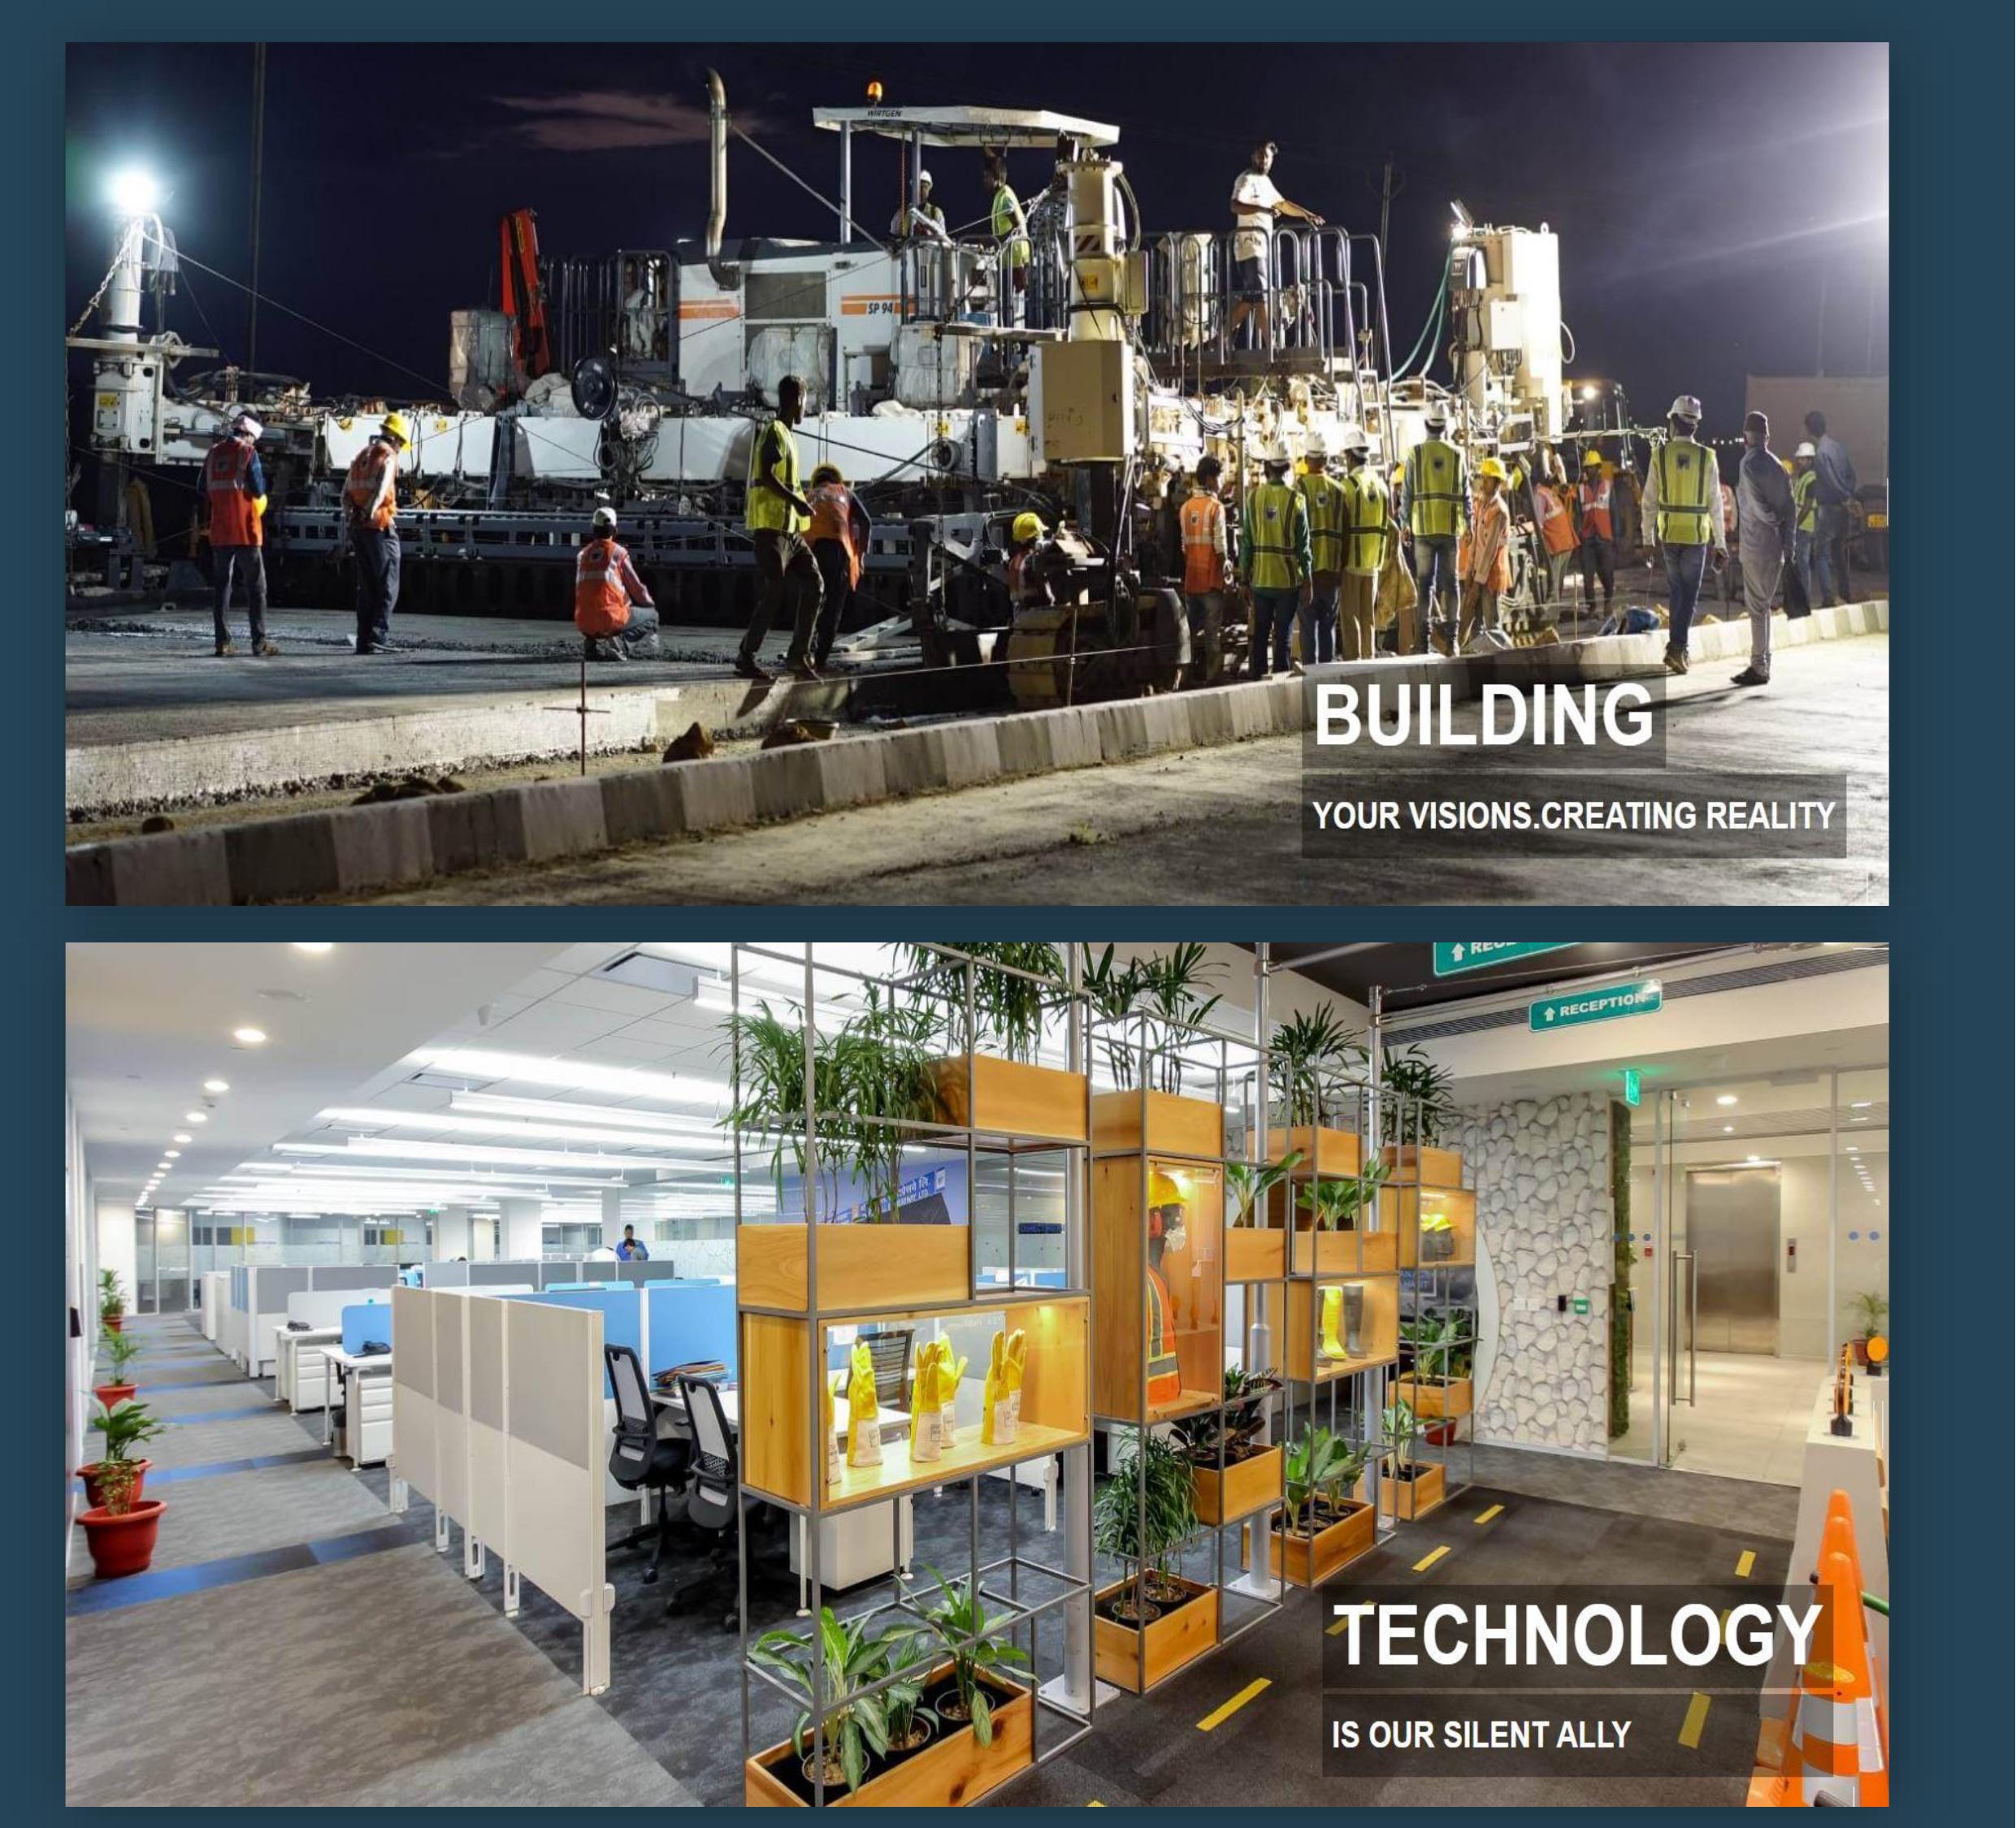 WIRTGEN
SP 94
BUILDING
YOUR VISIONS.CREATING REALITY
RECEPTION
TECHNOLOGY
IS OUR SILENT ALLY